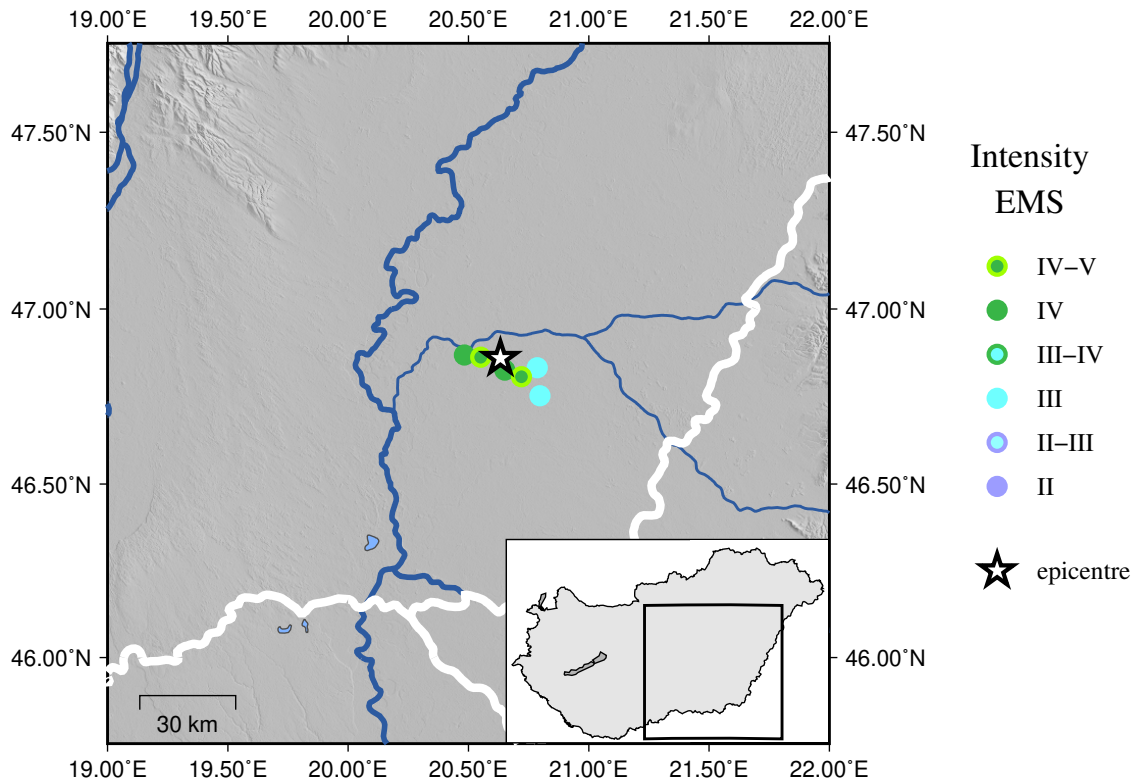 19.00˚E 19.50˚E 20.00˚E 20.50˚E 21.00˚E 21.50˚E 22.00˚E
47.50˚N 47.50˚N
47.00˚N 47.00˚N
46.50˚N 46.50˚N
46.00˚N 46.00˚N
30 km
19.00˚E 19.50˚E 20.00˚E 20.50˚E 21.00˚E 21.50˚E 22.00˚E
Intensity
EMS
IV–V
IV
III–IV
III
II–III
II
epicentre